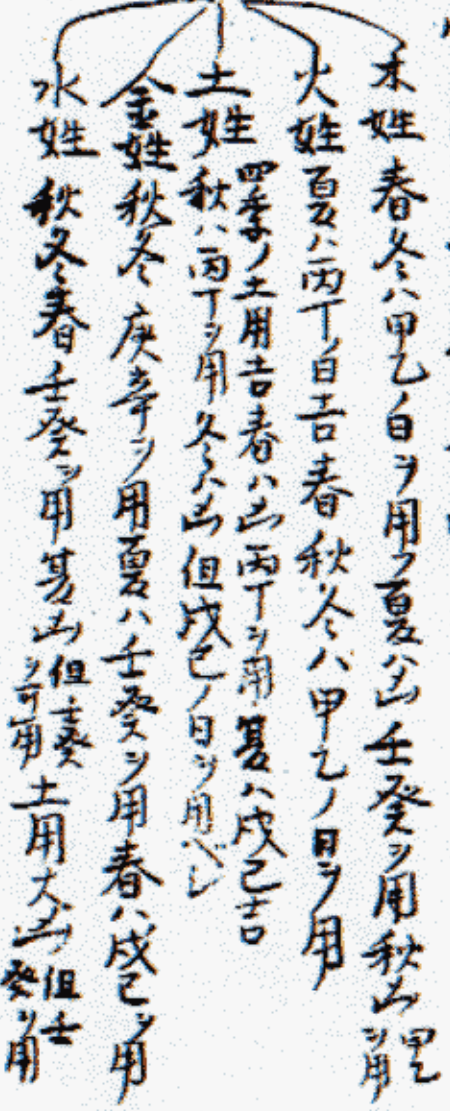 木姓 春冬ハ甲乙ノ日ヲ用フ夏ハ凶壬癸ヲ用秋凶甲乙ヲ用
火姓 夏ハ丙丁ノ日吉春秋冬ハ甲乙ノ日ヲ用
土姓 四季ノ土用吉春ハ凶丙丁ヲ用夏ハ戊己吉
秋ハ丙丁ヲ用冬ハ凶但戊己ノ日ヲ用ベシ
金姓 秋冬庚辛ヲ用夏ハ壬癸ヲ用春ハ戊己ヲ用
水姓 秋冬春壬癸ヲ用夏凶但壬癸ヲ可用土用大凶但壬癸ヲ用